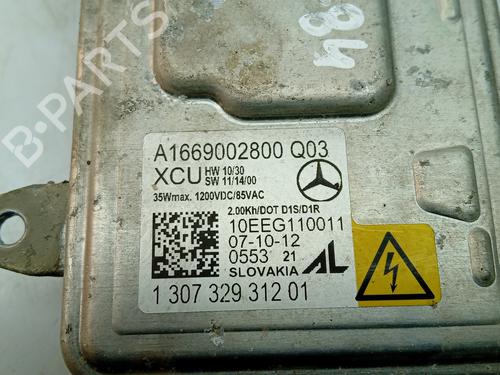 84
A1669002800 Q03
XCU HW 10/30
SW 11/14/00
35Wmax. 1200VDC/85VAC
2.00Kh/DOT D1S/D1R
10EEG110011
07-10-12
0553 21
SLOVAKIA AL
1 307 329 312 01
B-Parts